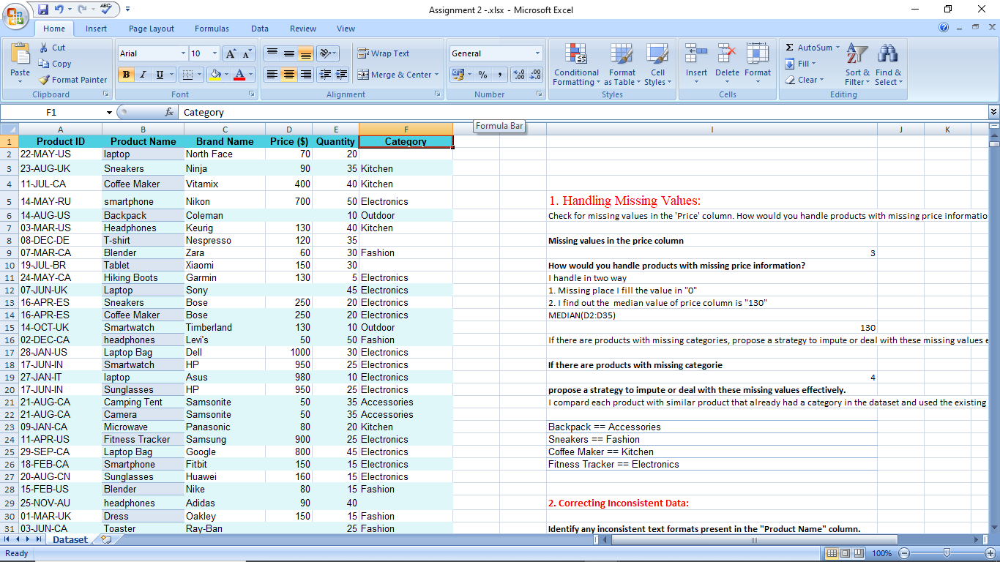 Assignment 2 -.xlsx - Microsoft Excel
Home Insert Page Layout Formulas Data Review View
Paste
Cut
Copy
Format Painter
Clipboard
Arial 10
B I U
Font
Wrap Text
Merge & Center
Alignment
General
% ,
Number
Conditional Formatting
Format as Table
Cell Styles
Styles
Insert Delete Format
Cells
Σ AutoSum
Fill
Clear
Sort & Filter
Find & Select
Editing
F1 fx Category
Formula Bar
A B C D E F I J K
1 Product ID Product Name Brand Name Price ($) Quantity Category
2 22-MAY-US laptop North Face 70 20
3 23-AUG-UK Sneakers Ninja 90 35 Kitchen
4 11-JUL-CA Coffee Maker Vitamix 400 40 Kitchen
5 14-MAY-RU smartphone Nikon 700 50 Electronics 1. Handling Missing Values:
6 14-AUG-US Backpack Coleman 10 Outdoor Check for missing values in the 'Price' column. How would you handle products with missing price informatio
7 03-MAR-US Headphones Keurig 130 40 Kitchen
8 08-DEC-DE T-shirt Nespresso 120 35 Missing values in the price column
9 07-MAR-CA Blender Zara 60 30 Fashion 3
10 19-JUL-BR Tablet Xiaomi 150 30 How would you handle products with missing price information?
11 24-MAY-CA Hiking Boots Garmin 130 5 Electronics I handle in two way
12 07-JUN-UK Laptop Sony 45 Electronics 1. Missing place I fill the value in "0"
13 16-APR-ES Sneakers Bose 250 20 Electronics 2. I find out the median value of price column is "130"
14 16-APR-ES Coffee Maker Bose 250 20 Electronics MEDIAN(D2:D35)
15 14-OCT-UK Smartwatch Timberland 130 10 Outdoor 130
16 02-DEC-CA headphones Levi's 50 50 Fashion If there are products with missing categories, propose a strategy to impute or deal with these missing values e
17 28-JAN-US Laptop Bag Dell 1000 30 Electronics
18 17-JUN-IN Smartwatch HP 950 25 Electronics If there are products with missing categorie
19 27-JAN-IT laptop Asus 980 10 Electronics 4
20 17-JUN-IN Sunglasses HP 950 25 Electronics propose a strategy to impute or deal with these missing values effectively.
21 21-AUG-CA Camping Tent Samsonite 50 35 Accessories I compard each product with similar product that already had a category in the dataset and used the existing
22 21-AUG-CA Camera Samsonite 50 35 Accessories
23 09-JAN-CA Microwave Panasonic 80 20 Kitchen Backpack == Accessories
24 11-APR-US Fitness Tracker Samsung 900 25 Electronics Sneakers == Fashion
25 29-SEP-CA Laptop Bag Google 800 45 Electronics Coffee Maker == Kitchen
26 18-FEB-CA Smartphone Fitbit 150 15 Electronics Fitness Tracker == Electronics
27 20-AUG-CN Sunglasses Huawei 160 15 Electronics
28 15-FEB-US Blender Nike 80 15 Fashion
29 25-NOV-AU headphones Adidas 90 40 2. Correcting Inconsistent Data:
30 01-MAR-UK Dress Oakley 150 15 Fashion
31 03-JUN-CA Toaster Ray-Ban 25 Fashion Identify any inconsistent text formats present in the "Product Name" column.
Dataset
Ready 100%